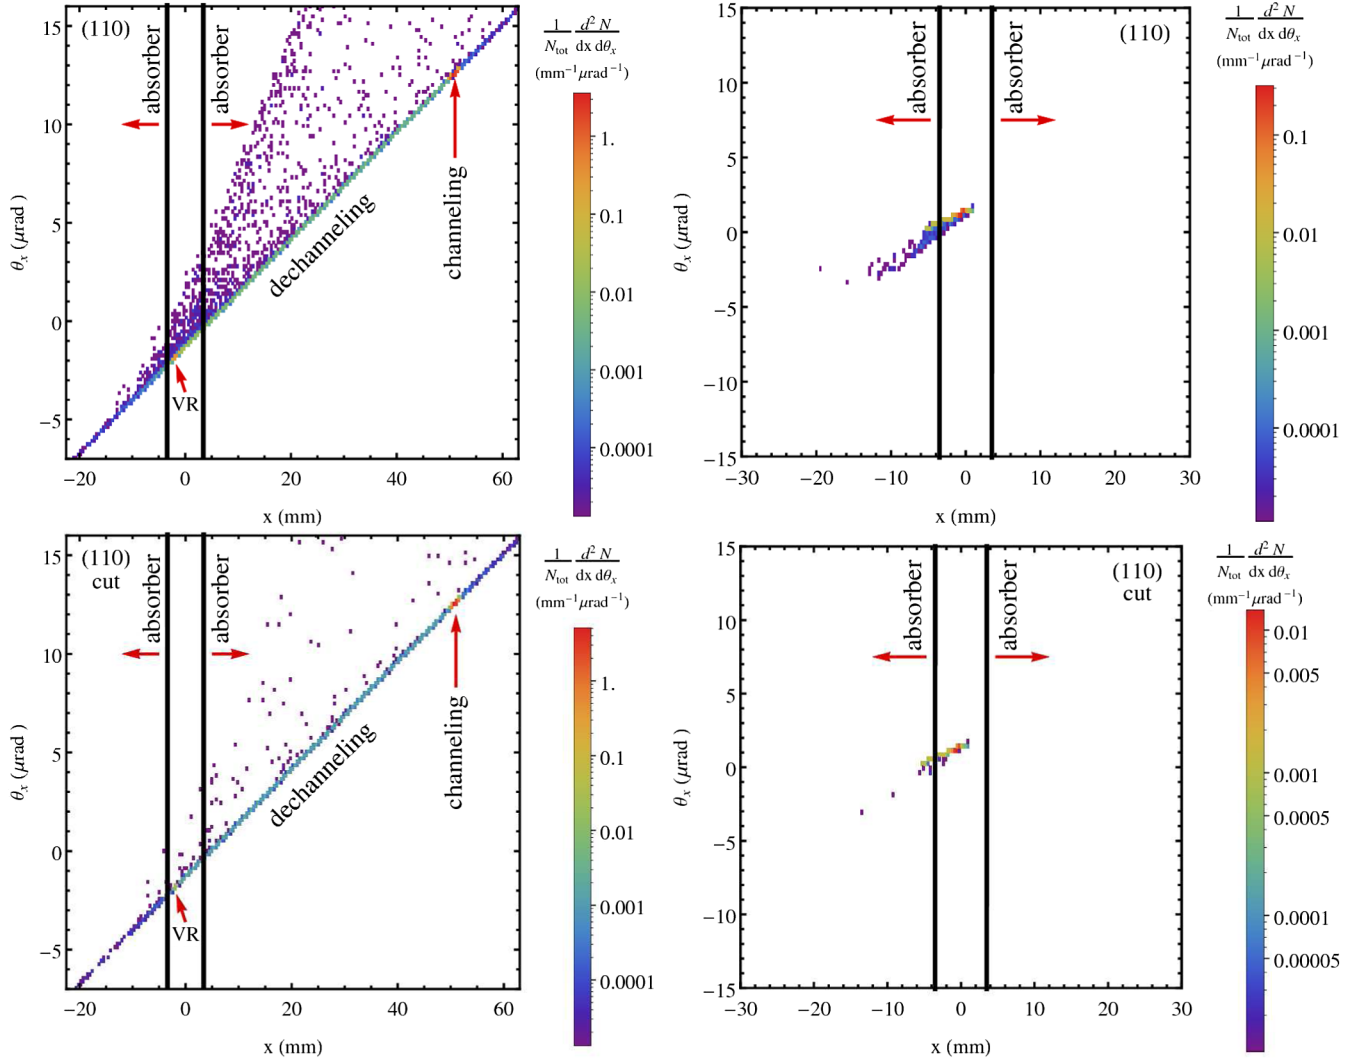 (110)
absorber
absorber
dechanneling
channeling
VR
15
10
5
0
−5
θx (μrad)
−20
0
20
40
60
x (mm)
1/Ntot d²N/dx dθx
(mm⁻¹μrad⁻¹)
1.
0.1
0.01
0.001
0.0001
(110)
absorber
absorber
15
10
5
0
−5
−10
−15
θx (μrad)
−30
−20
−10
0
10
20
30
x (mm)
1/Ntot d²N/dx dθx
(mm⁻¹μrad⁻¹)
0.1
0.01
0.001
0.0001
(110)
cut
absorber
absorber
dechanneling
channeling
VR
15
10
5
0
−5
θx (μrad)
−20
0
20
40
60
x (mm)
1/Ntot d²N/dx dθx
(mm⁻¹μrad⁻¹)
1.
0.1
0.01
0.001
0.0001
(110)
cut
absorber
absorber
15
10
5
0
−5
−10
−15
θx (μrad)
−30
−20
−10
0
10
20
30
x (mm)
1/Ntot d²N/dx dθx
(mm⁻¹μrad⁻¹)
0.01
0.005
0.001
0.0005
0.0001
0.00005